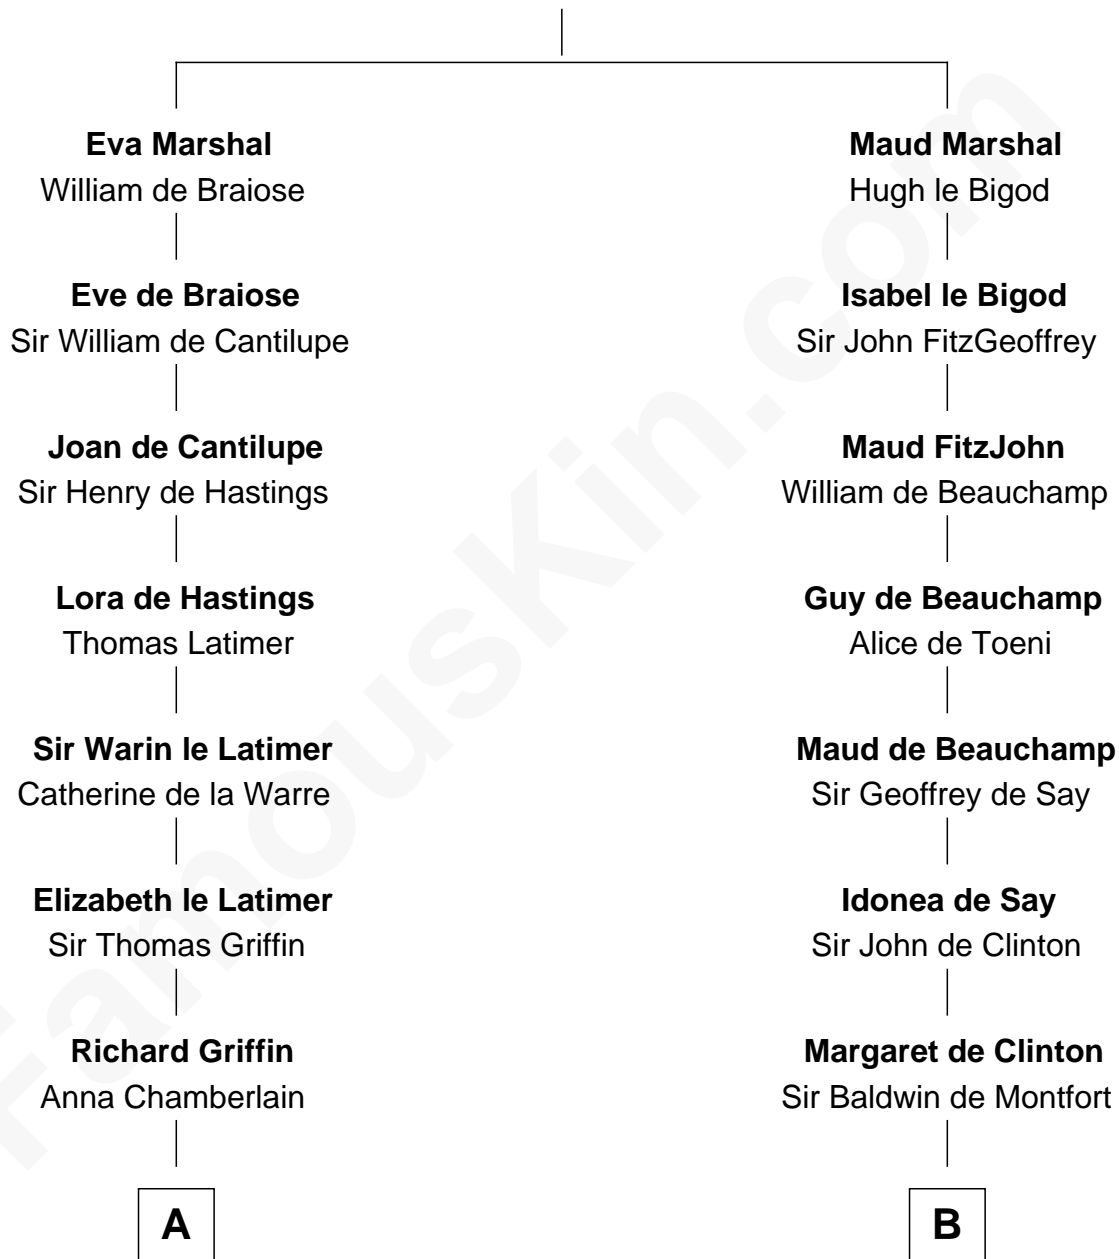 Eva Marshal
William de Braiose
Eve de Braiose
Sir William de Cantilupe
Joan de Cantilupe
Sir Henry de Hastings
Lora de Hastings
Thomas Latimer
Sir Warin le Latimer
Catherine de la Warre
Elizabeth le Latimer
Sir Thomas Griffin
Richard Griffin
Anna Chamberlain
A
Maud Marshal
Hugh le Bigod
Isabel le Bigod
Sir John FitzGeoffrey
Maud FitzJohn
William de Beauchamp
Guy de Beauchamp
Alice de Toeni
Maud de Beauchamp
Sir Geoffrey de Say
Idonea de Say
Sir John de Clinton
Margaret de Clinton
Sir Baldwin de Montfort
B
FamousKin.com